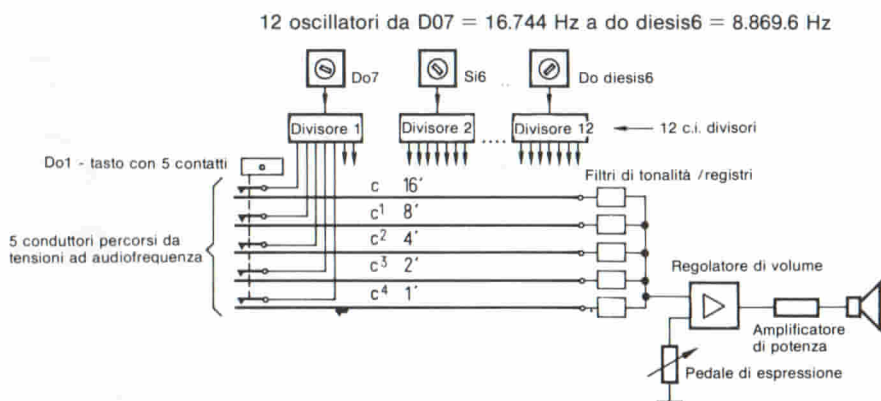 12 oscillatori da D07 = 16.744 Hz a do diesis6 = 8.869.6 Hz
Do7
Si6
..
Do diesis6
Divisore 1
Divisore 2
....
Divisore 12
12 c.i. divisori
Do1 - tasto con 5 contatti
Filtri di tonalità /registri
c 16'
c1 8'
c2 4'
c3 2'
c4 1'
5 conduttori percorsi da
tensioni ad audiofrequenza
Regolatore di volume
Amplificatore
di potenza
Pedale di espressione